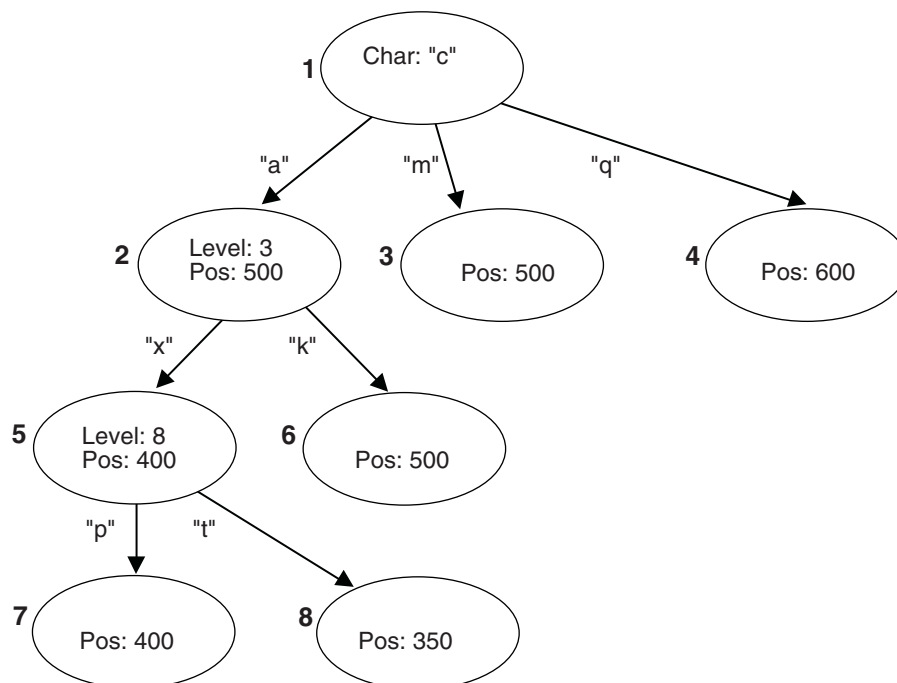 1
Char: "c"
"a"
"m"
"q"
2
Level: 3
Pos: 500
3
Pos: 500
4
Pos: 600
"x"
"k"
5
Level: 8
Pos: 400
6
Pos: 500
"p"
"t"
7
Pos: 400
8
Pos: 350